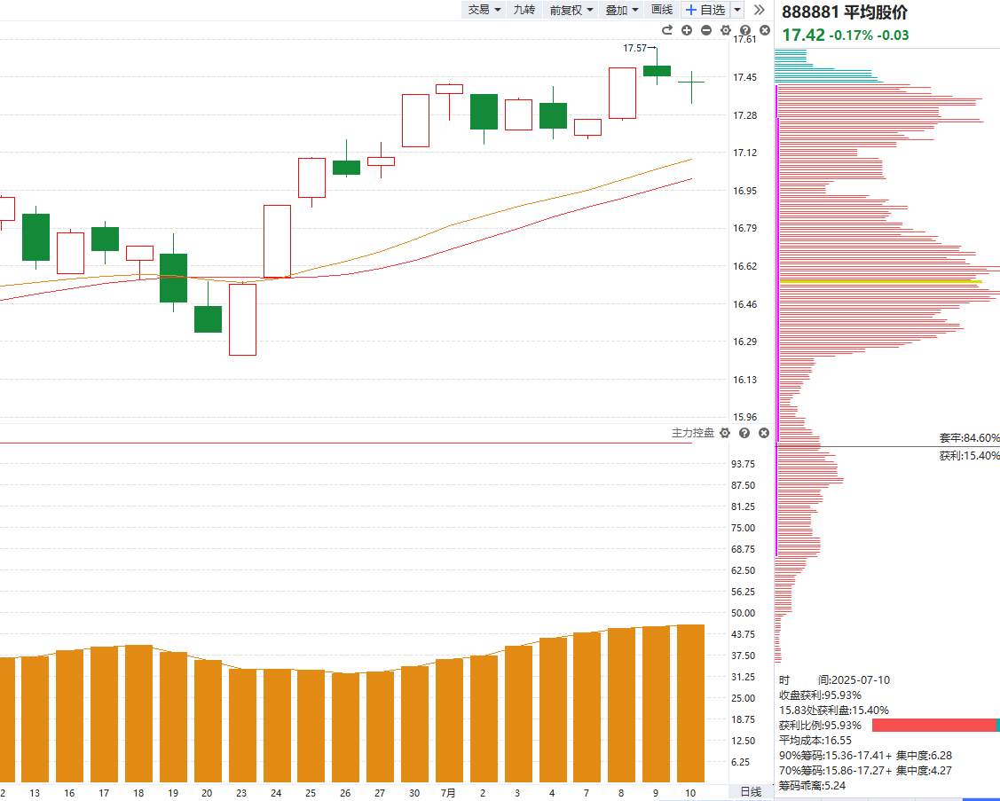 交易 九转 前复权 叠加 画线 自选
888881 平均股价
17.42 -0.17% -0.03
17.61
17.57
17.45
17.28
17.12
16.95
16.79
16.62
16.46
16.29
16.13
15.96
主力控盘
套牢:84.60%
获利:15.40%
93.75
87.50
81.25
75.00
68.75
62.50
56.25
50.00
43.75
37.50
31.25
25.00
18.75
12.50
6.25
时 间:2025-07-10
收盘获利:95.93%
15.83处获利盘:15.40%
获利比例:95.93%
平均成本:16.55
90%筹码:15.36-17.41+ 集中度:6.28
70%筹码:15.86-17.27+ 集中度:4.27
筹码乖离:5.24
2 13 16 17 18 19 20 23 24 25 26 27 30 7月 2 3 4 7 8 9 10 日线